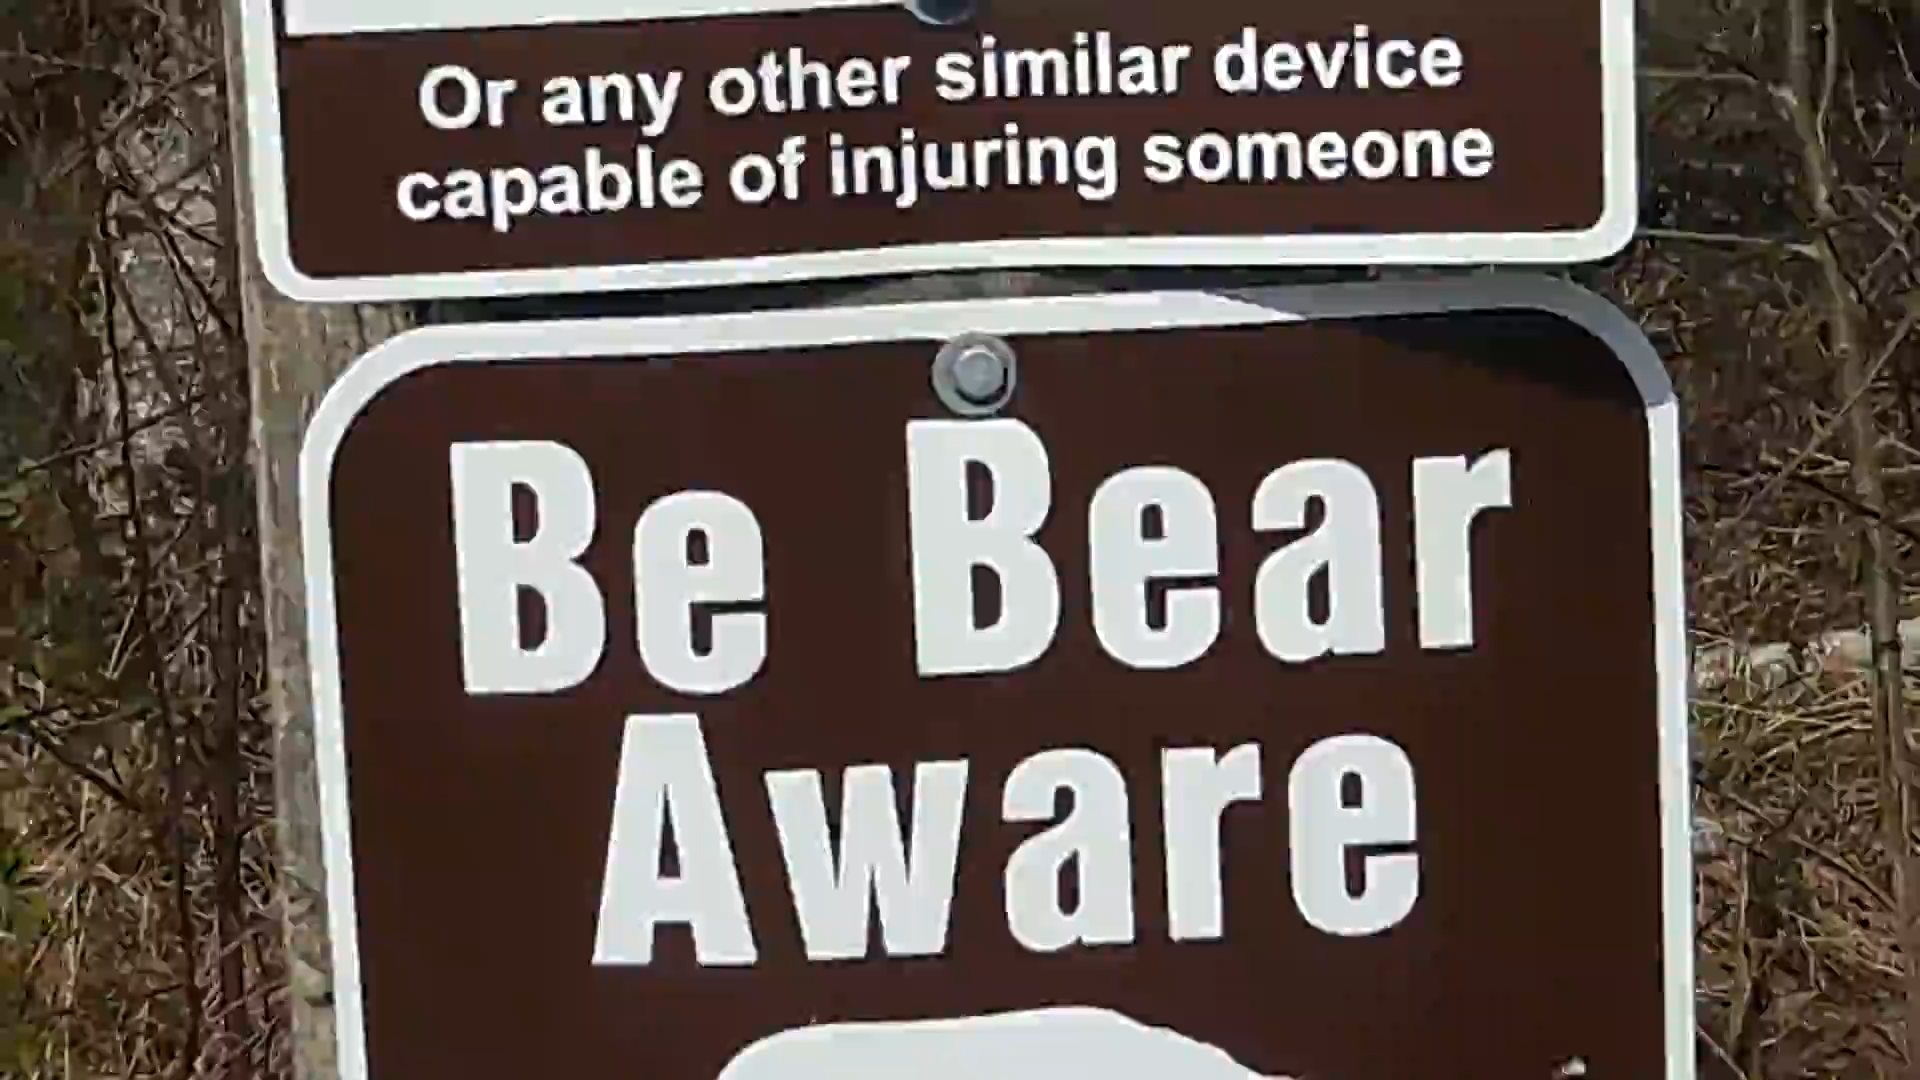 Or any other similar device
capable of injuring someone
Be Bear
Aware